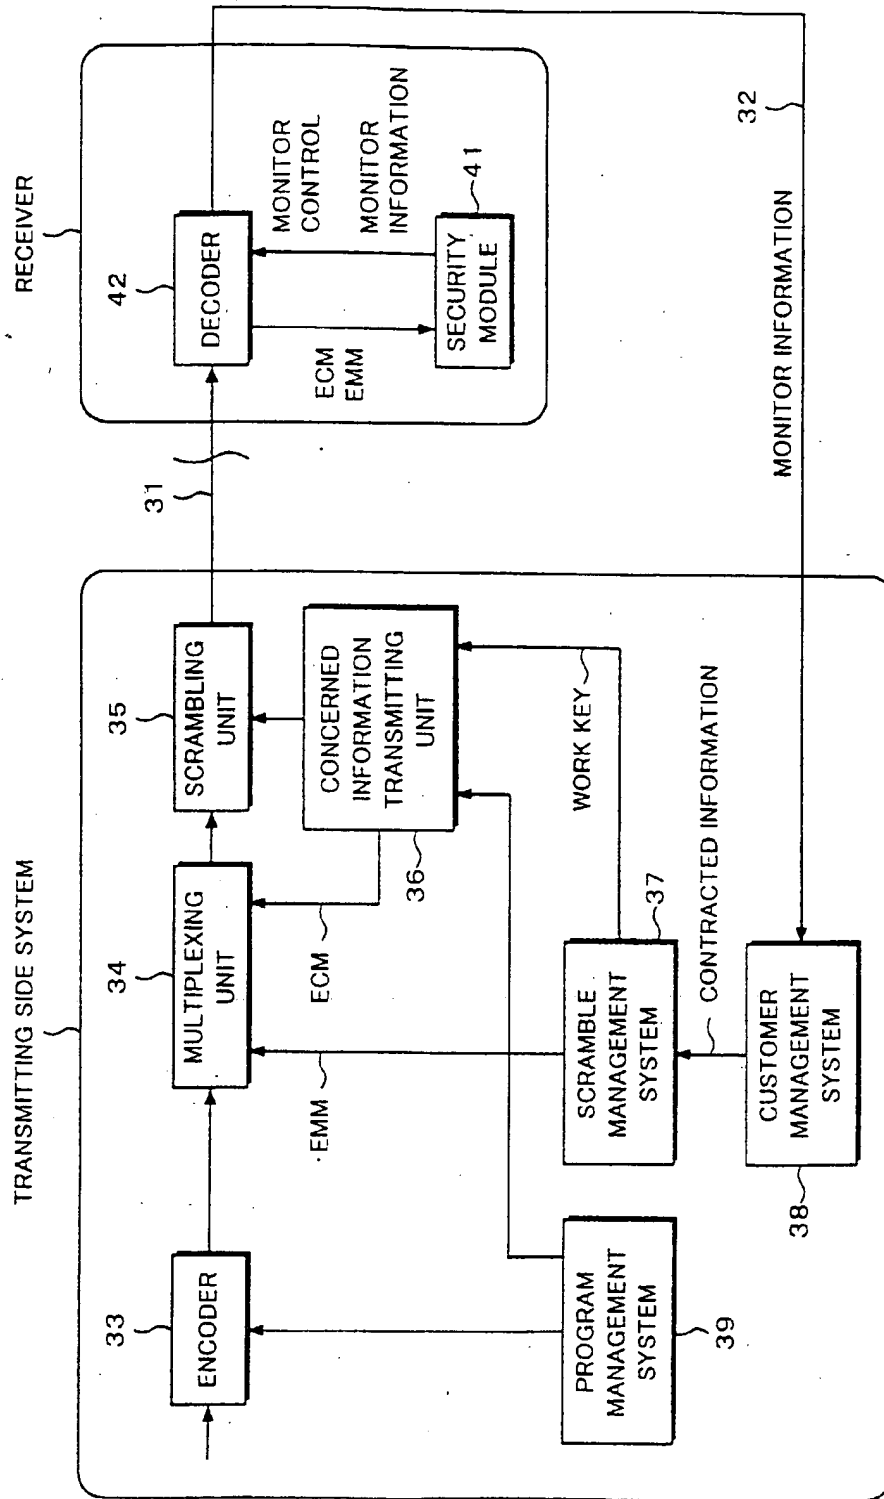 TRANSMITTING SIDE SYSTEM
RECEIVER
33
ENCODER
34
MULTIPLEXING
UNIT
35
SCRAMBLING
UNIT
31
42
DECODER
EMM
ECM
36
CONCERNED
INFORMATION
TRANSMITTING
UNIT
ECM
EMM
MONITOR
CONTROL
MONITOR
INFORMATION
41
SECURITY
MODULE
WORK KEY
PROGRAM
MANAGEMENT
SYSTEM
39
SCRAMBLE
MANAGEMENT
SYSTEM
37
CONTRACTED INFORMATION
CUSTOMER
MANAGEMENT
SYSTEM
38
MONITOR INFORMATION
32